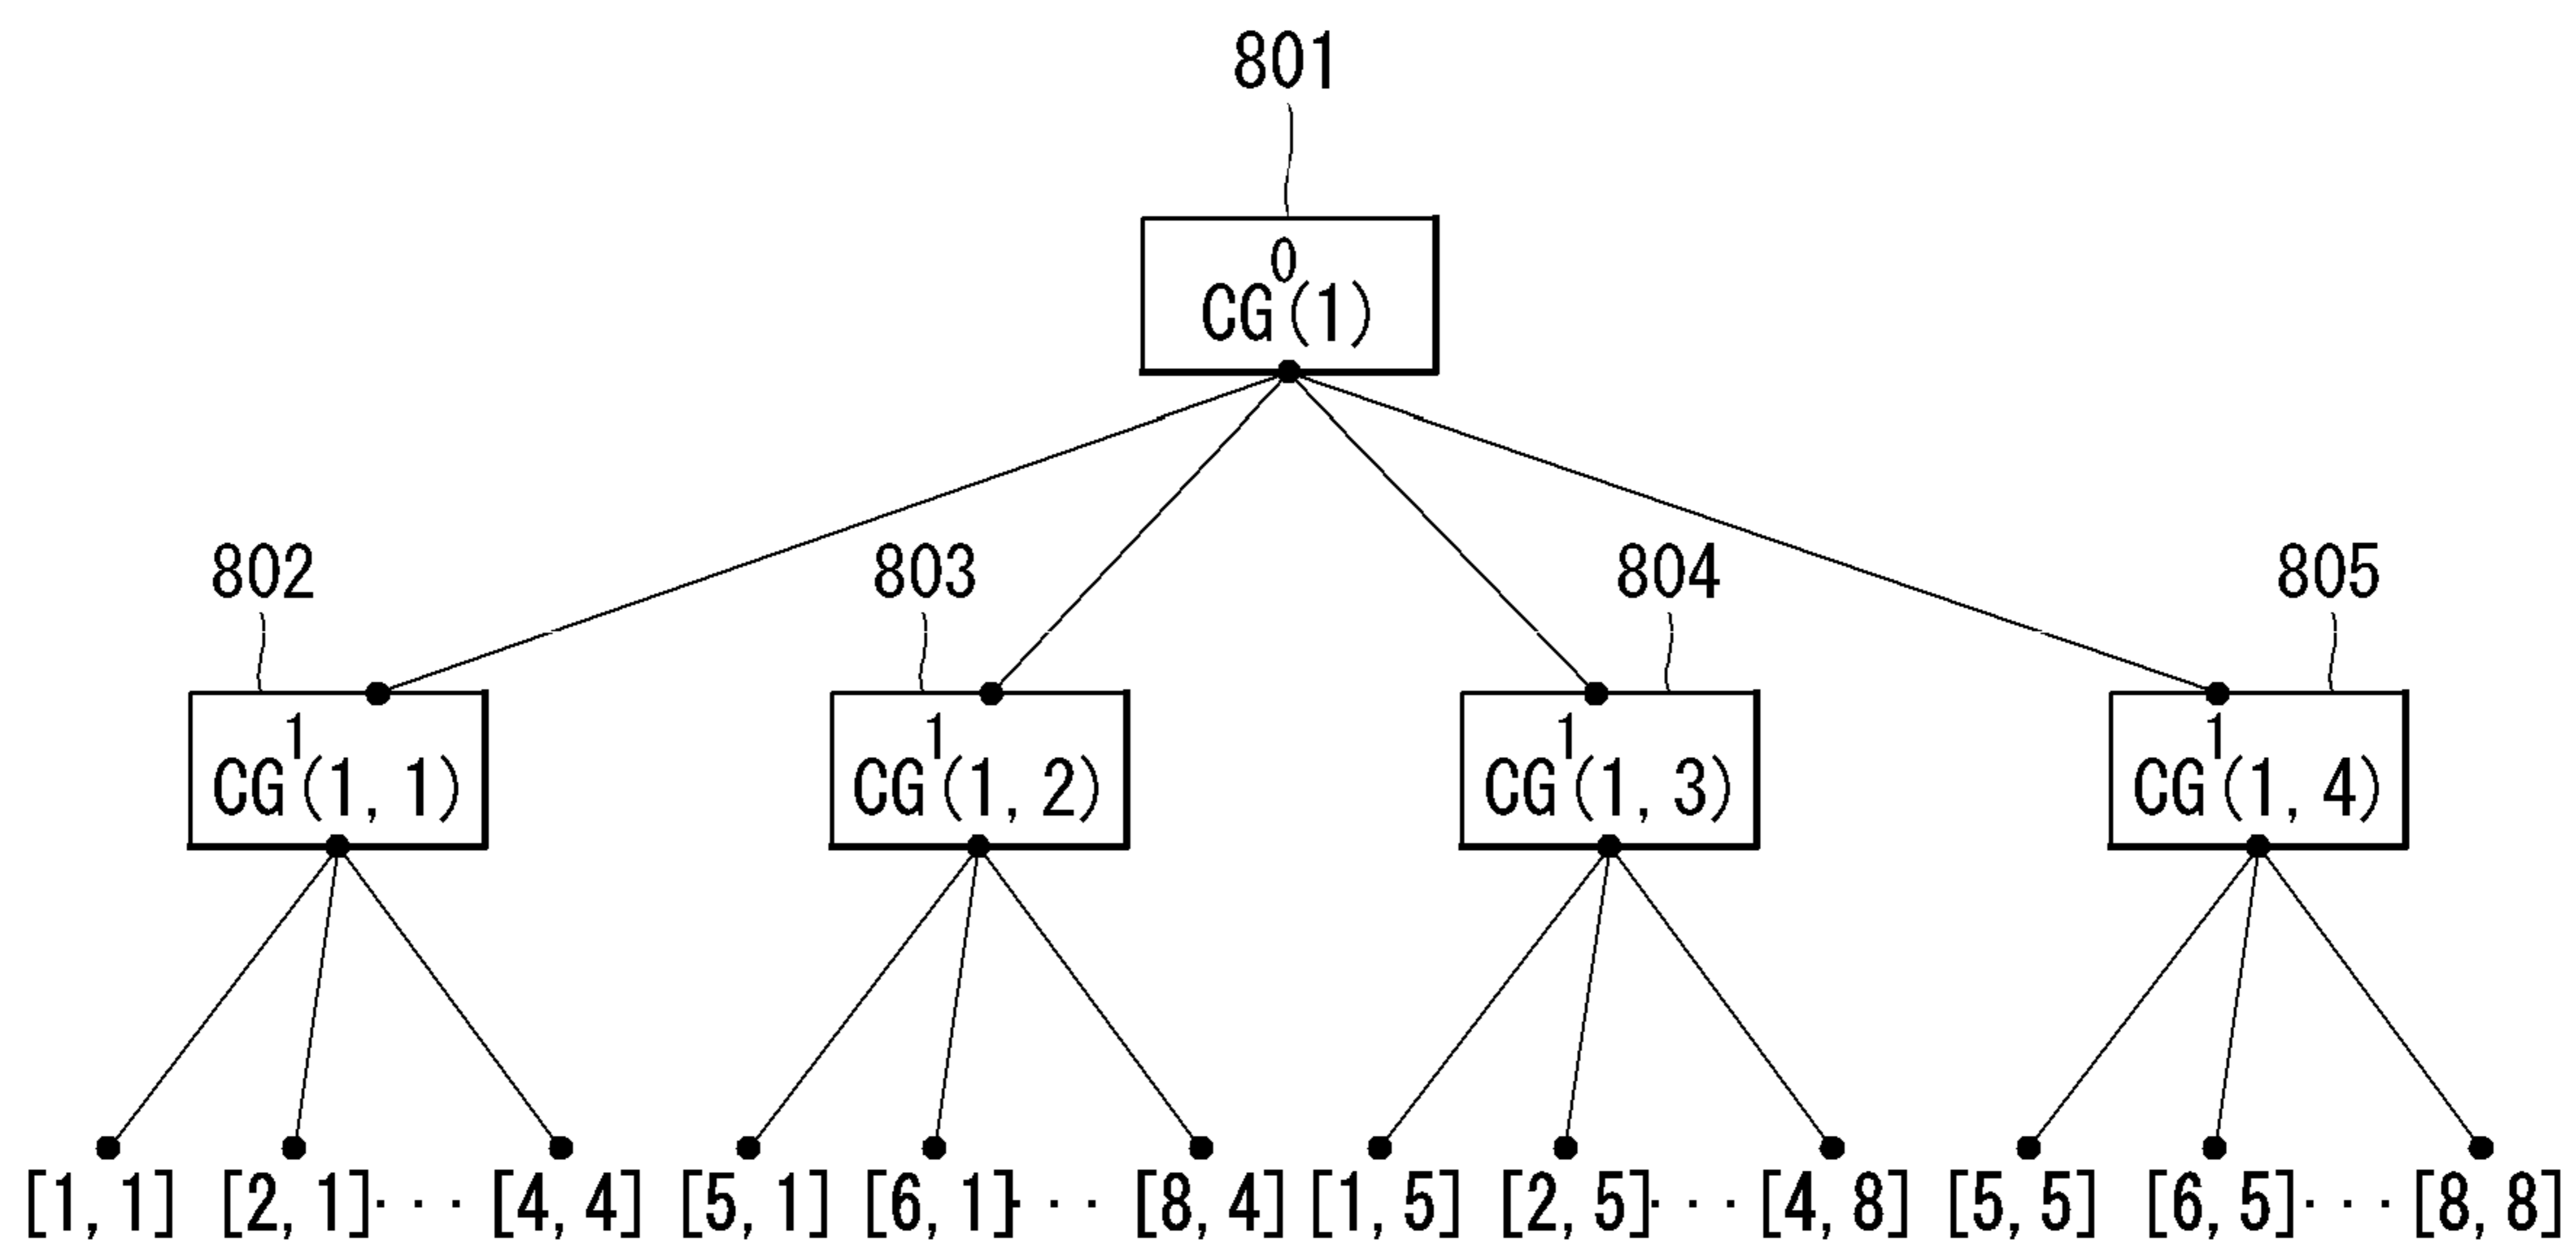 801
CG⁰(1)
802 803 804 805
CG¹(1, 1) CG¹(1, 2) CG¹(1, 3) CG¹(1, 4)
[1, 1] [2, 1]··· [4, 4] [5, 1] [6, 1]··· [8, 4] [1, 5] [2, 5]··· [4, 8] [5, 5] [6, 5]··· [8, 8]